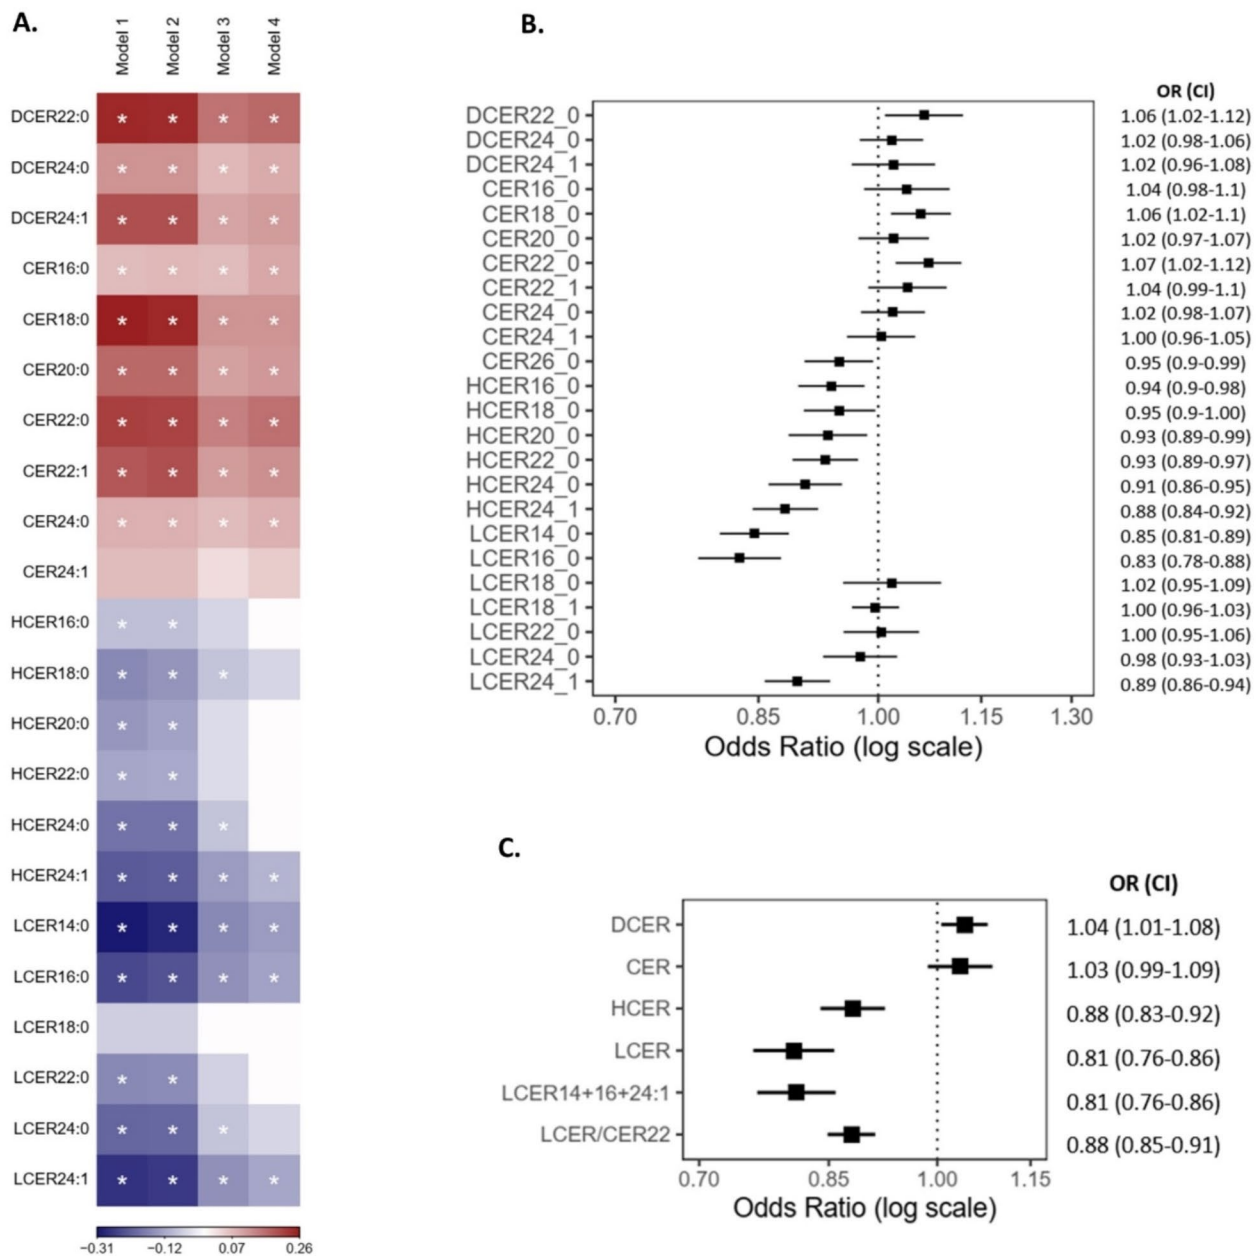 A.
Model 1 Model 2 Model 3 Model 4
DCER22:0 * * * *
DCER24:0 * * * *
DCER24:1 * * * *
CER16:0 * * * *
CER18:0 * * * *
CER20:0 * * * *
CER22:0 * * * *
CER22:1 * * * *
CER24:0 * * * *
CER24:1
HCER16:0 * *
HCER18:0 * * *
HCER20:0 * *
HCER22:0 * *
HCER24:0 * * *
HCER24:1 * * * *
LCER14:0 * * * *
LCER16:0 * * * *
LCER18:0
LCER22:0 * *
LCER24:0 * * *
LCER24:1 * * * *
−0.31 −0.12 0.07 0.26
B.
OR (CI)
DCER22_0 1.06 (1.02-1.12)
DCER24_0 1.02 (0.98-1.06)
DCER24_1 1.02 (0.96-1.08)
CER16_0 1.04 (0.98-1.1)
CER18_0 1.06 (1.02-1.1)
CER20_0 1.02 (0.97-1.07)
CER22_0 1.07 (1.02-1.12)
CER22_1 1.04 (0.99-1.1)
CER24_0 1.02 (0.98-1.07)
CER24_1 1.00 (0.96-1.05)
CER26_0 0.95 (0.9-0.99)
HCER16_0 0.94 (0.9-0.98)
HCER18_0 0.95 (0.9-1.00)
HCER20_0 0.93 (0.89-0.99)
HCER22_0 0.93 (0.89-0.97)
HCER24_0 0.91 (0.86-0.95)
HCER24_1 0.88 (0.84-0.92)
LCER14_0 0.85 (0.81-0.89)
LCER16_0 0.83 (0.78-0.88)
LCER18_0 1.02 (0.95-1.09)
LCER18_1 1.00 (0.96-1.03)
LCER22_0 1.00 (0.95-1.06)
LCER24_0 0.98 (0.93-1.03)
LCER24_1 0.89 (0.86-0.94)
0.70 0.85 1.00 1.15 1.30
Odds Ratio (log scale)
C.
OR (CI)
DCER 1.04 (1.01-1.08)
CER 1.03 (0.99-1.09)
HCER 0.88 (0.83-0.92)
LCER 0.81 (0.76-0.86)
LCER14+16+24:1 0.81 (0.76-0.86)
LCER/CER22 0.88 (0.85-0.91)
0.70 0.85 1.00 1.15
Odds Ratio (log scale)